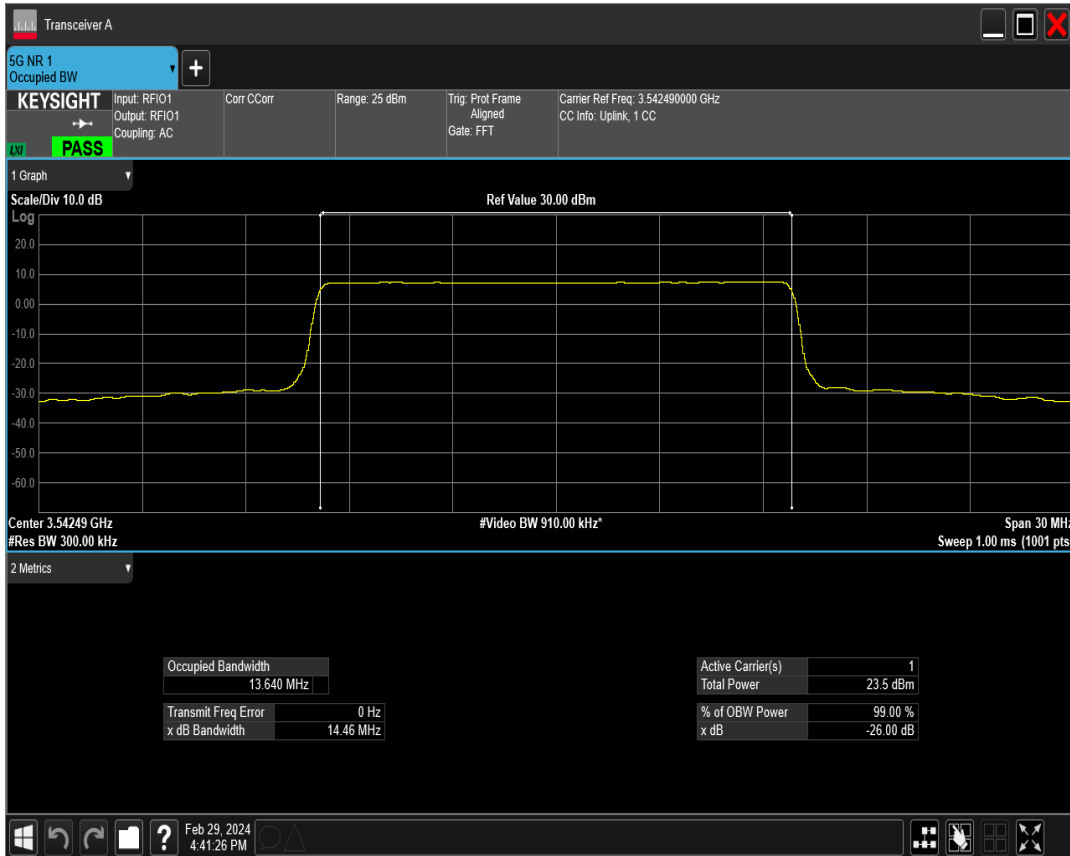 Transceiver A
5G NR 1
Occupied BW
+
KEYSIGHT
LXI
PASS
Input: RFIO1
Output: RFIO1
Coupling: AC
Corr CCorr
Range: 25 dBm
Trig: Prot Frame
Aligned
Gate: FFT
Carrier Ref Freq: 3.542490000 GHz
CC Info: Uplink, 1 CC
1 Graph
Scale/Div 10.0 dB
Ref Value 30.00 dBm
Log
20.0
10.0
0.00
-10.0
-20.0
-30.0
-40.0
-50.0
-60.0
Center 3.54249 GHz
#Video BW 910.00 kHz*
Span 30 MHz
#Res BW 300.00 kHz
Sweep 1.00 ms (1001 pts
2 Metrics
Occupied Bandwidth
13.640 MHz
Transmit Freq Error 0 Hz
x dB Bandwidth 14.46 MHz
Active Carrier(s) 1
Total Power 23.5 dBm
% of OBW Power 99.00 %
x dB -26.00 dB
?
Feb 29, 2024
4:41:26 PM